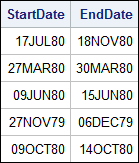 StartDate EndDate
17JUL80 18NOV80
27MAR80 30MAR80
09JUN80 15JUN80
27NOV79 06DEC79
09OCT80 14OCT80